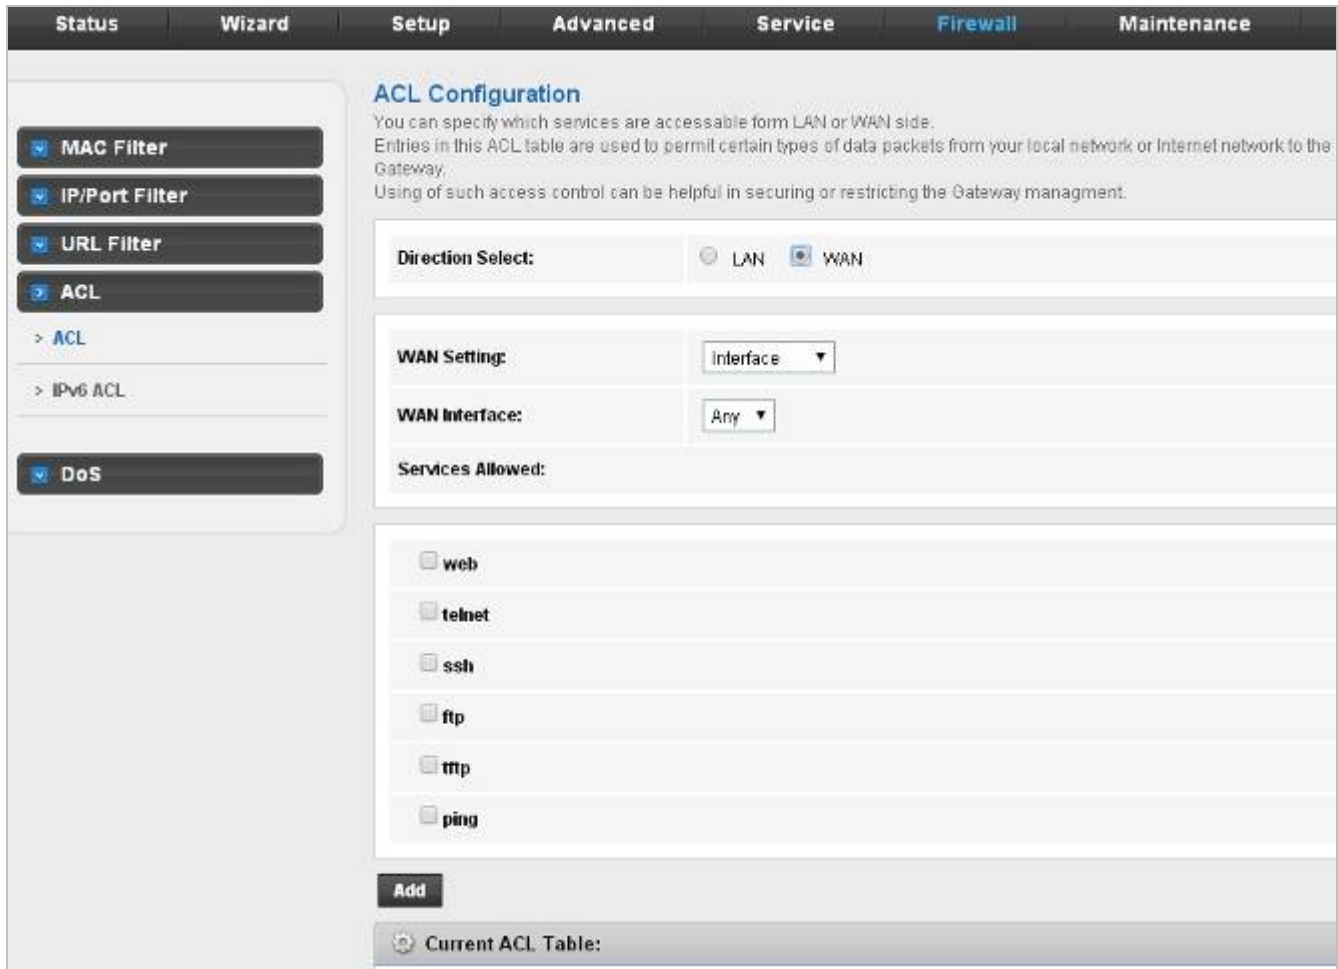 Status Wizard Setup Advanced Service Firewall Maintenance
MAC Filter
IP/Port Filter
URL Filter
ACL
> ACL
> IPv6 ACL
DoS
ACL Configuration
You can specify which services are accessable form LAN or WAN side.
Entries in this ACL table are used to permit certain types of data packets from your local network or Internet network to the
Gateway.
Using of such access control can be helpful in securing or restricting the Gateway managment.
Direction Select: LAN WAN
WAN Setting: Interface
WAN Interface: Any
Services Allowed:
web
telnet
ssh
ftp
tftp
ping
Add
Current ACL Table: